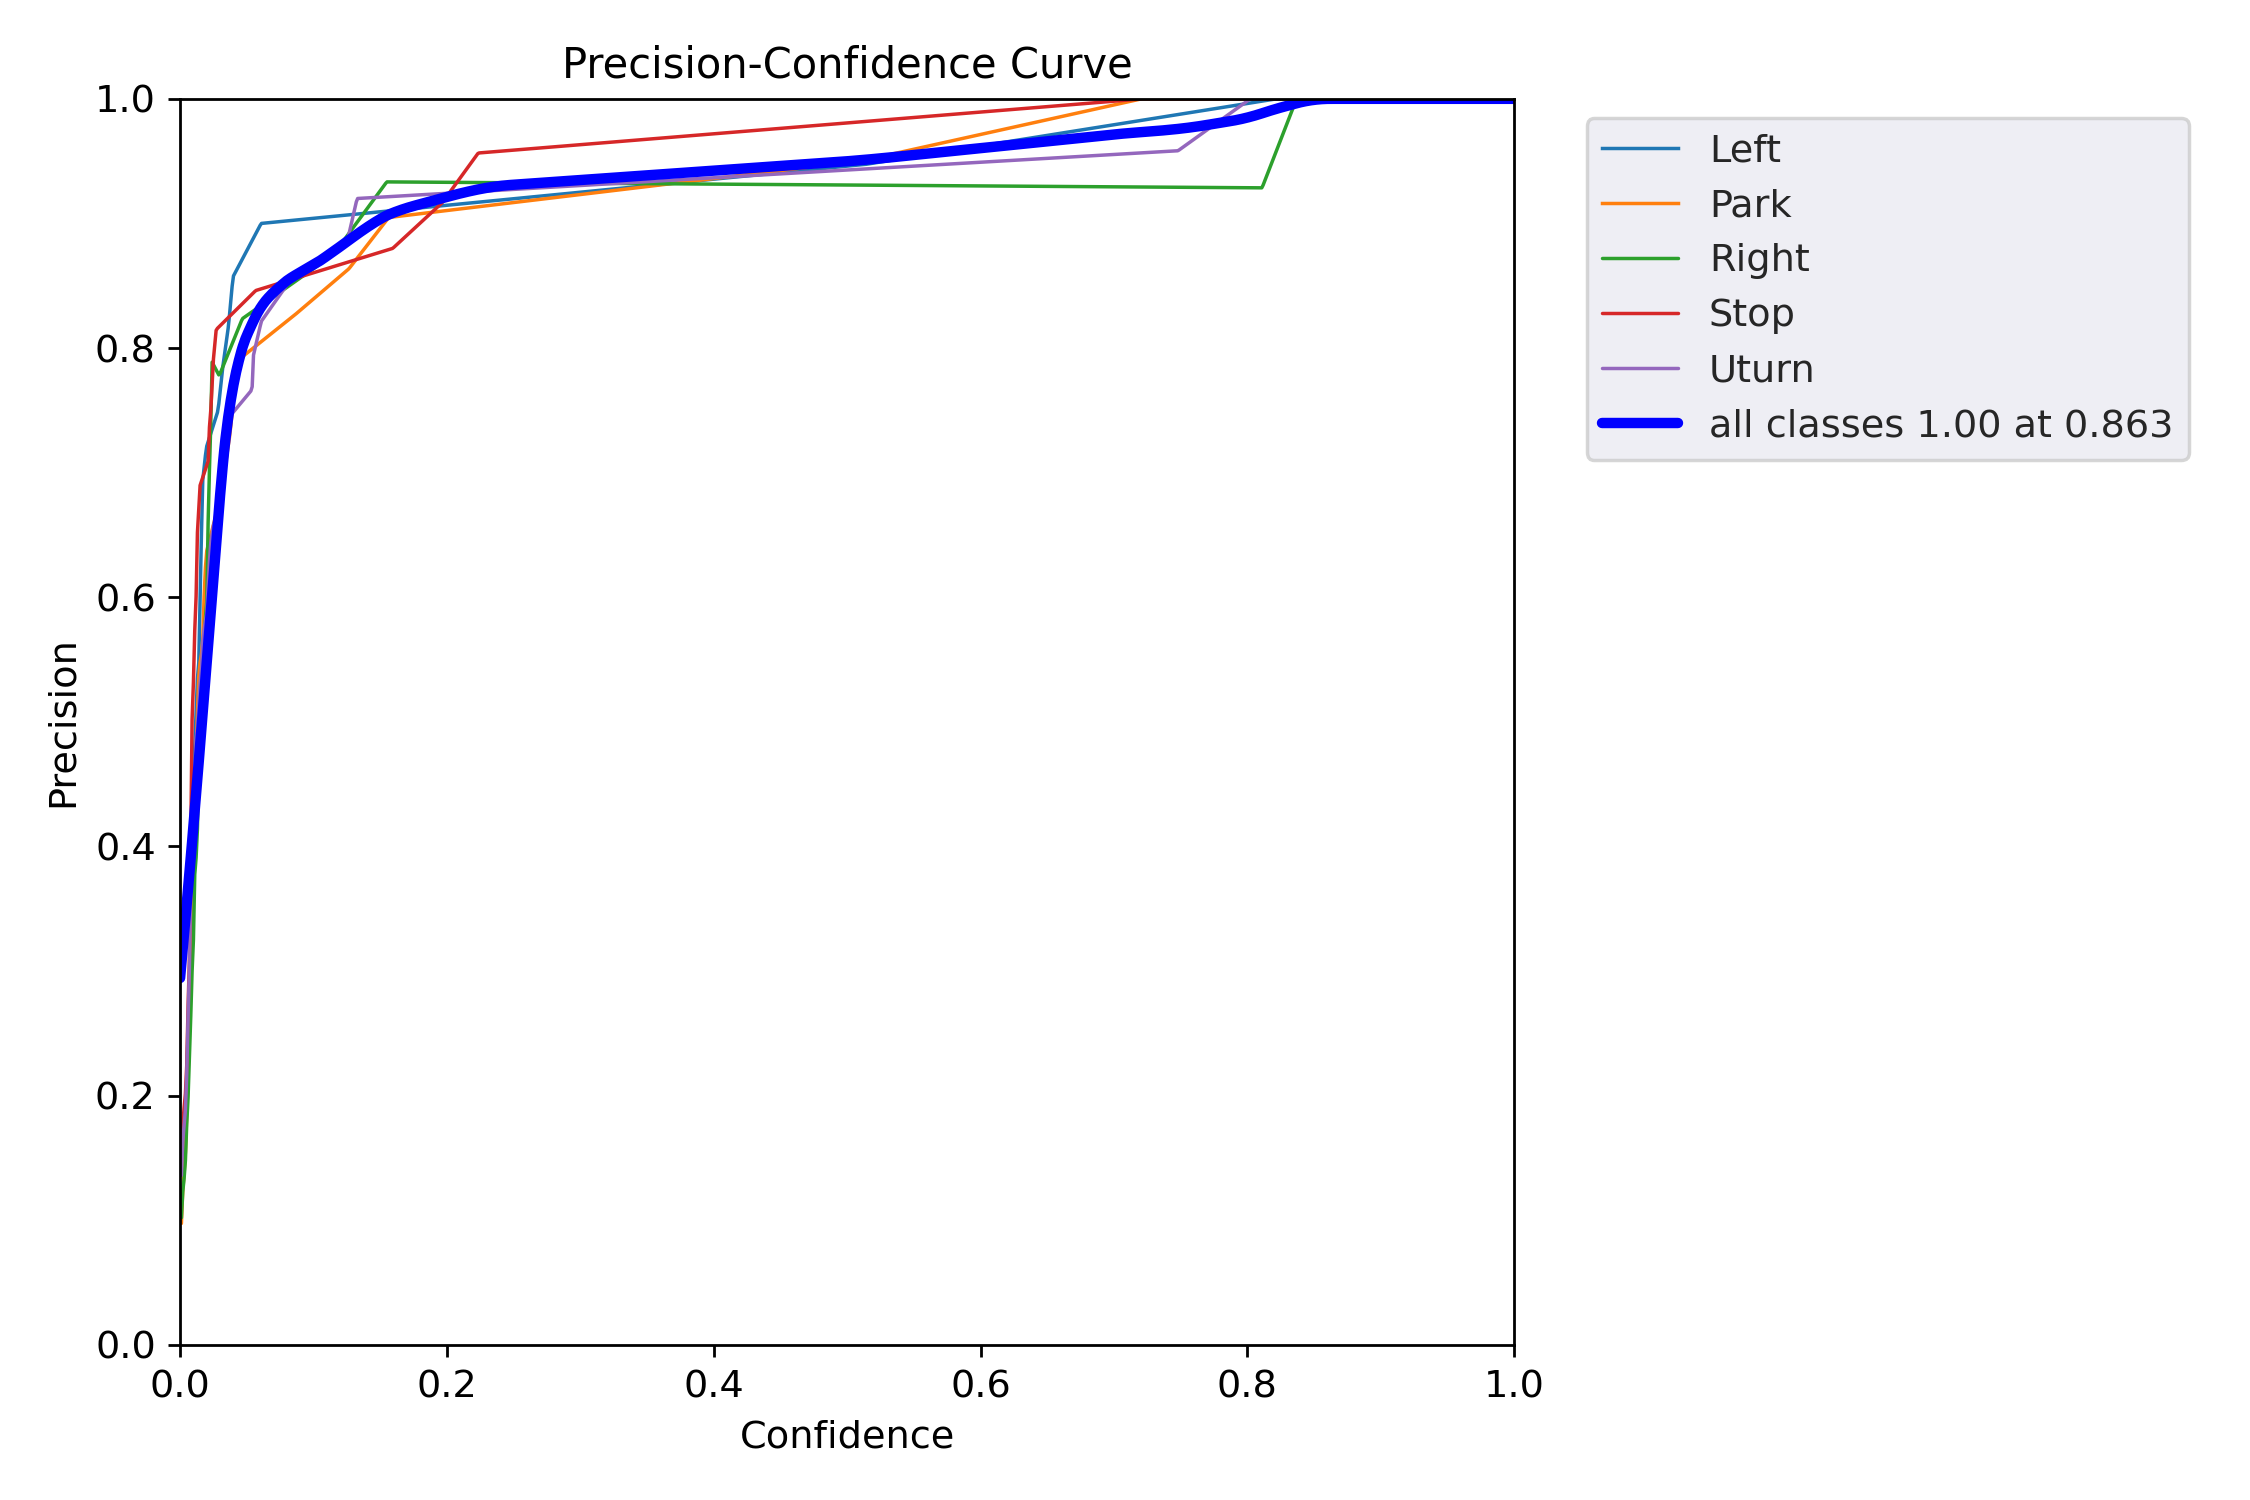 Precision-Confidence Curve
1.0
0.8
0.6
0.4
0.2
0.0
Precision
0.0 0.2 0.4 0.6 0.8 1.0
Confidence
Left
Park
Right
Stop
Uturn
all classes 1.00 at 0.863